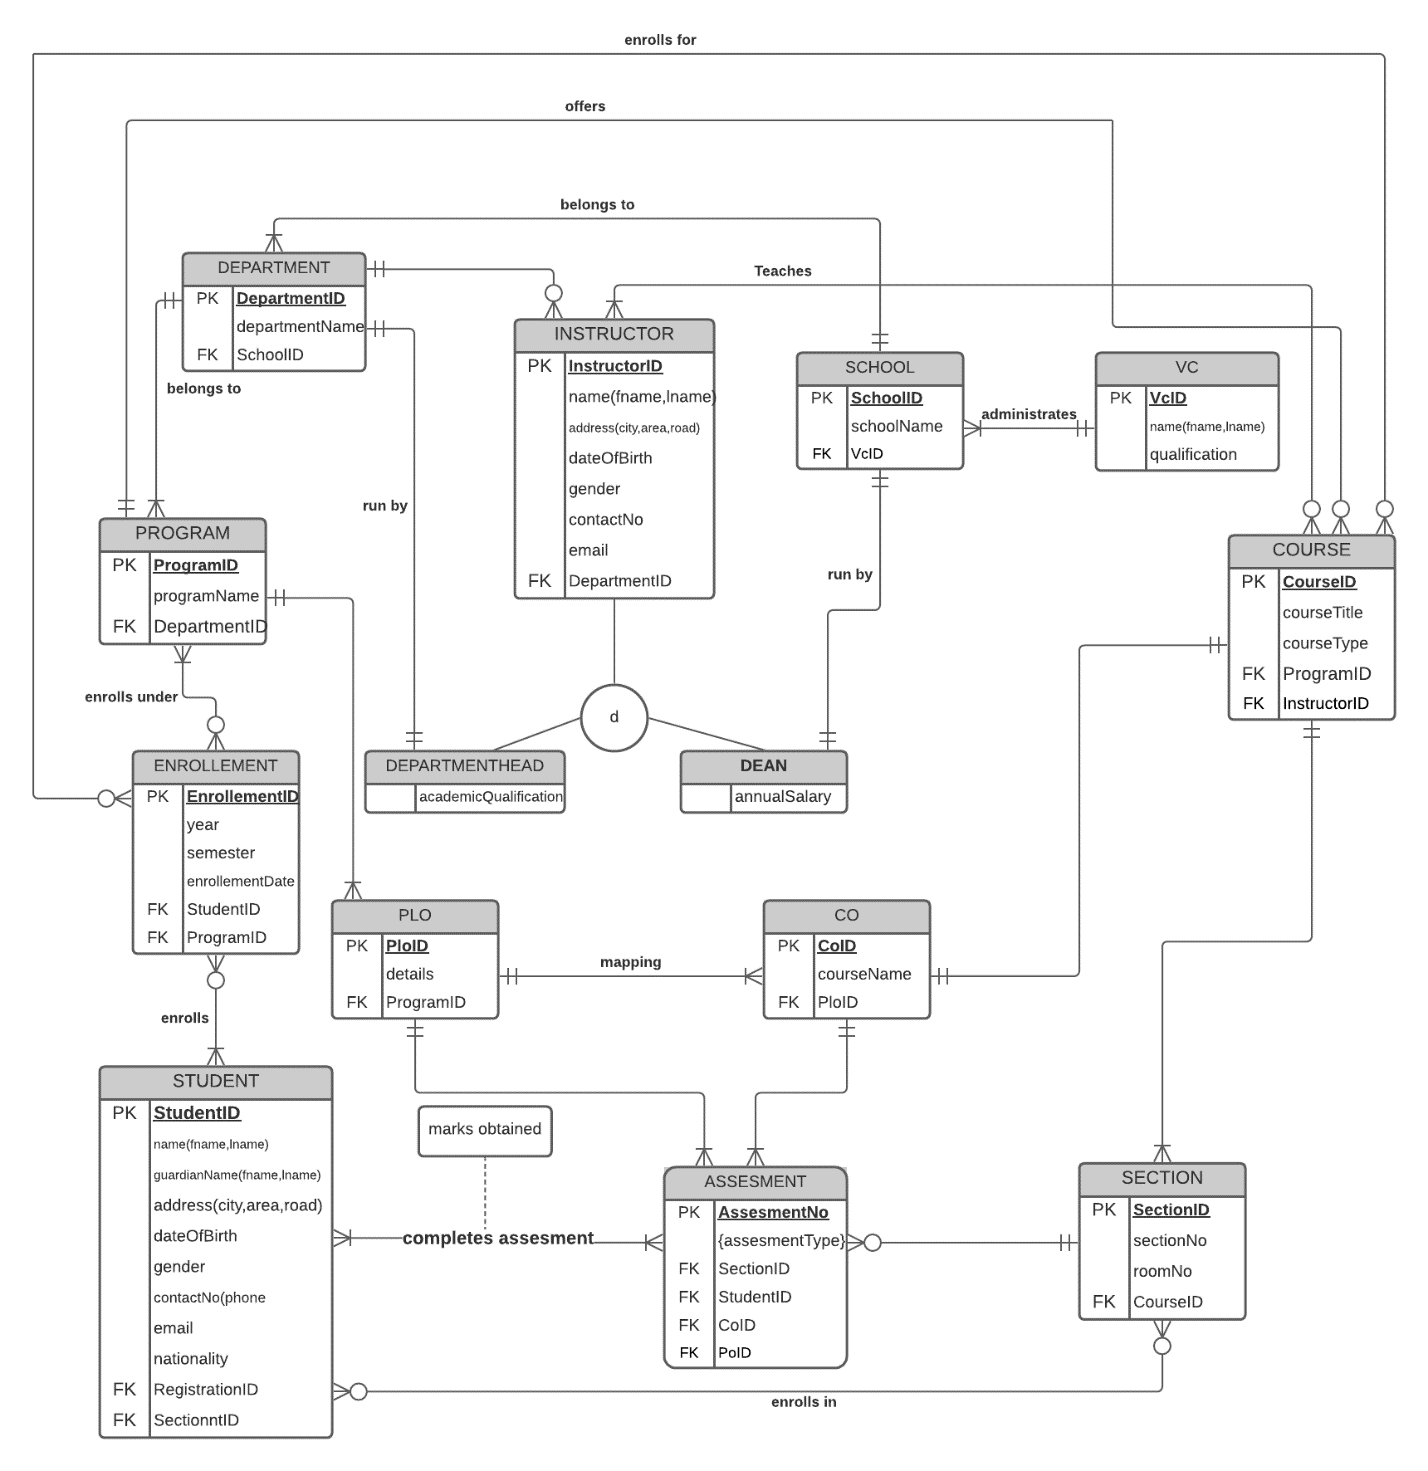 enrolls for
offers
belongs to
Teaches
DEPARTMENT
PK DepartmentID
departmentName
FK SchoolID
belongs to
INSTRUCTOR
PK InstructorID
name(fname,lname)
address(city,area,road)
dateOfBirth
gender
contactNo
email
FK DepartmentID
SCHOOL
PK SchoolID
schoolName
FK VcID
administrates
VC
PK VcID
name(fname,lname)
qualification
run by
run by
PROGRAM
PK ProgramID
programName
FK DepartmentID
COURSE
PK CourseID
courseTitle
courseType
FK ProgramID
FK InstructorID
enrolls under
d
ENROLLEMENT
PK EnrollementID
year
semester
enrollementDate
FK StudentID
FK ProgramID
DEPARTMENTHEAD
academicQualification
DEAN
annualSalary
PLO
PK PloID
details
FK ProgramID
mapping
CO
PK CoID
courseName
FK PloID
enrolls
STUDENT
PK StudentID
name(fname,lname)
guardianName(fname,lname)
address(city,area,road)
dateOfBirth
gender
contactNo(phone
email
nationality
FK RegistrationID
FK SectionntID
marks obtained
completes assesment
ASSESMENT
PK AssesmentNo
{assesmentType}
FK SectionID
FK StudentID
FK CoID
FK PoID
SECTION
PK SectionID
sectionNo
roomNo
FK CourseID
enrolls in